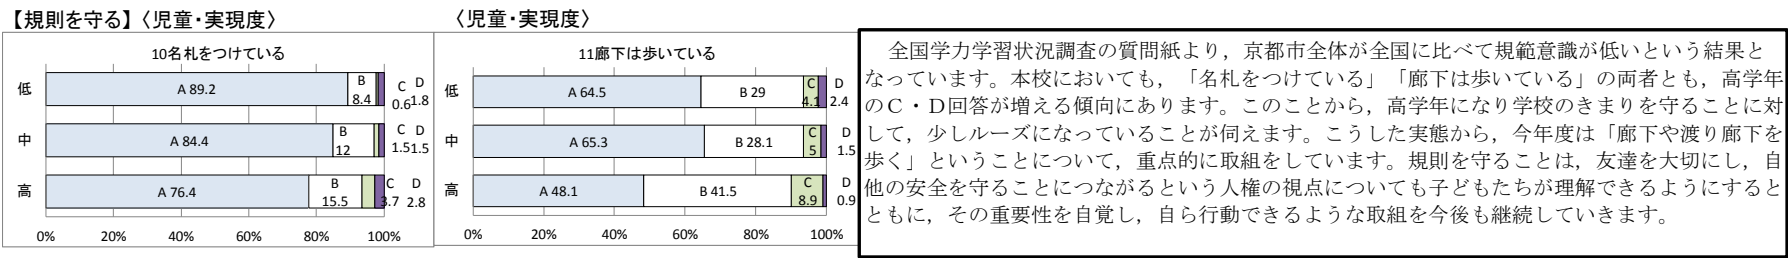 【規則を守る】〈児童・実現度〉
10名札をつけている
低
A 89.2
B
8.4
C D
0.6 1.8
中
A 84.4
B
12
C D
1.5 1.5
高
A 76.4
B
15.5
C D
3.7 2.8
0% 20% 40% 60% 80% 100%
〈児童・実現度〉
11廊下は歩いている
低
A 64.5
B 29
C
4.1
D
2.4
中
A 65.3
B 28.1
C
5
D
1.5
高
A 48.1
B 41.5
C
8.9
D
0.9
0% 20% 40% 60% 80% 100%
全国学力学習状況調査の質問紙より，京都市全体が全国に比べて規範意識が低いという結果と
なっています。本校においても，「名札をつけている」「廊下は歩いている」の両者とも，高学年
のＣ・Ｄ回答が増える傾向にあります。このことから，高学年になり学校のきまりを守ることに対
して，少しルーズになっていることが伺えます。こうした実態から，今年度は「廊下や渡り廊下を
歩く」ということについて，重点的に取組をしています。規則を守ることは，友達を大切にし，自
他の安全を守ることにつながるという人権の視点についても子どもたちが理解できるようにすると
ともに，その重要性を自覚し，自ら行動できるような取組を今後も継続していきます。